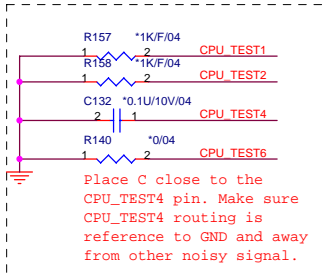 R157 *1K/F/04
1 2 CPU_TEST1
R158 *1K/F/04
1 2 CPU_TEST2
C132 *0.1U/10V/04
2 1 CPU_TEST4
R140 *0/04
1 2 CPU_TEST6
Place C close to the
CPU_TEST4 pin. Make sure
CPU_TEST4 routing is
reference to GND and away
from other noisy signal.